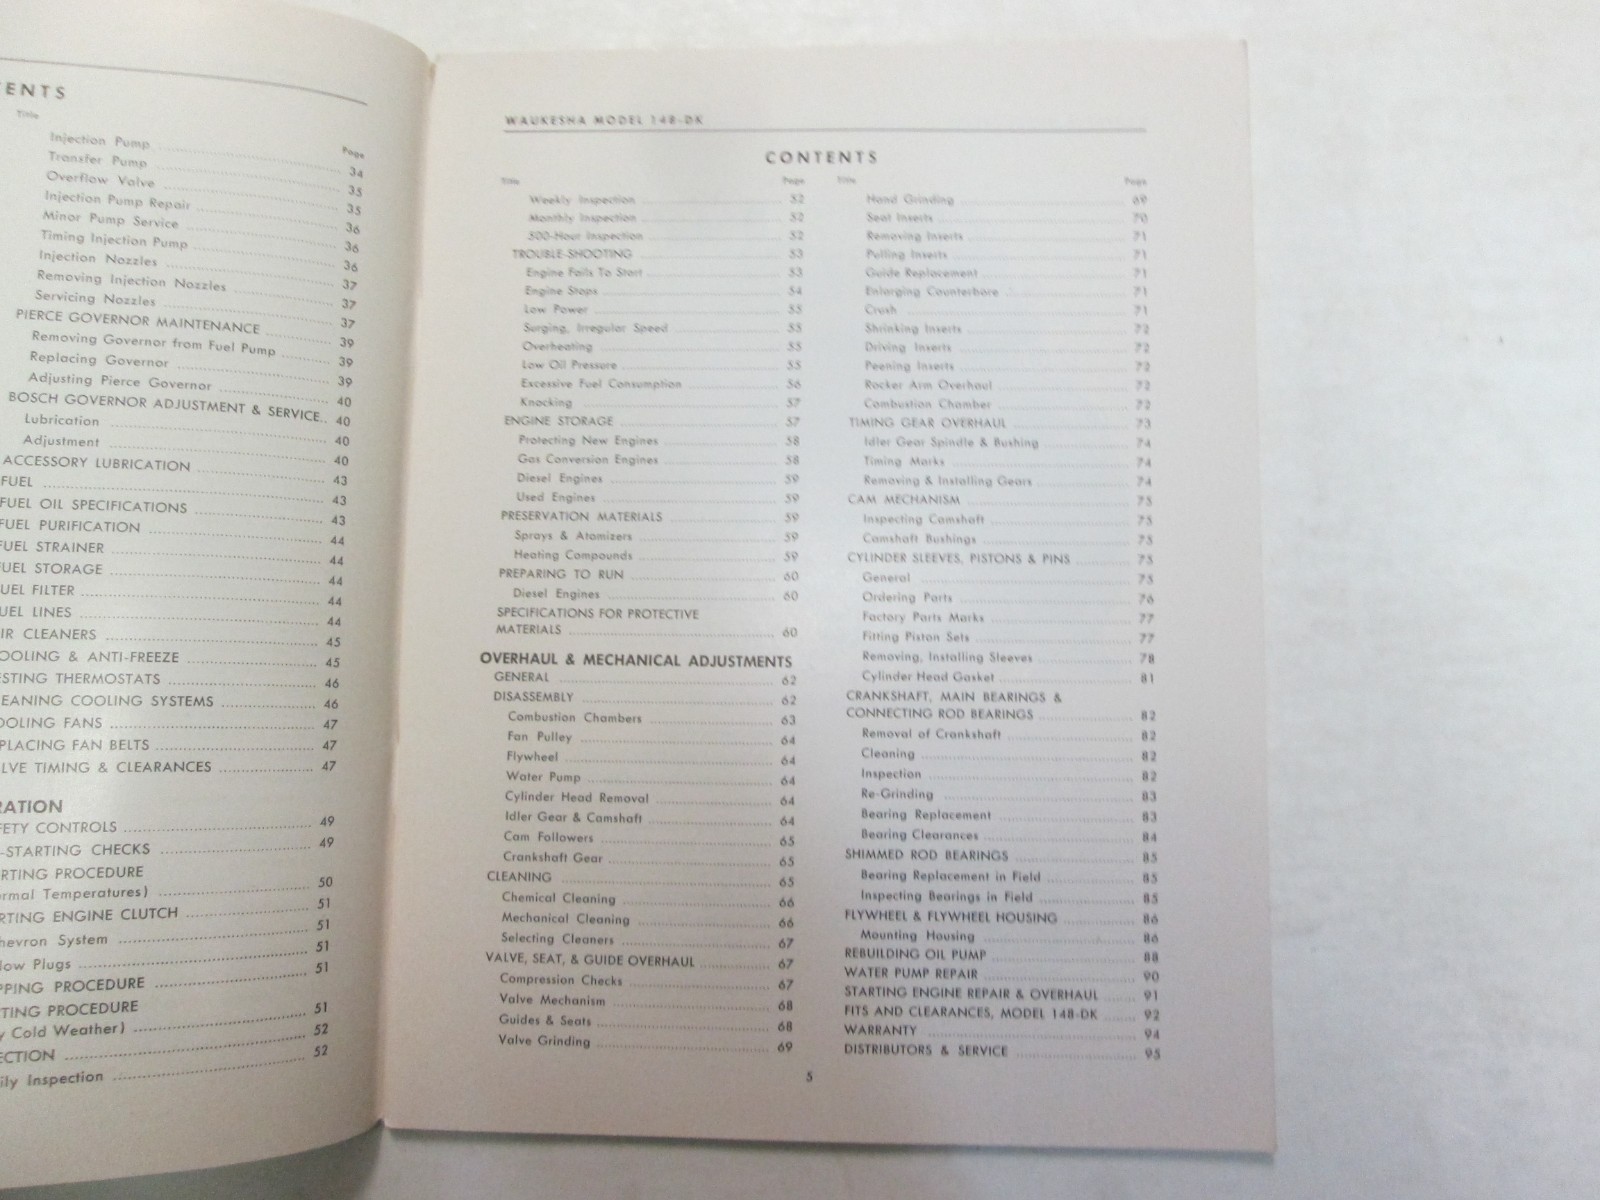 ENTS
Title
Page
Injection Pump 34
Transfer Pump 35
Overflow Valve 35
Injection Pump Repair 36
Minor Pump Service 36
Timing Injection Pump 36
Injection Nozzles 37
Removing Injection Nozzles 37
Servicing Nozzles 37
PIERCE GOVERNOR MAINTENANCE 39
Removing Governor from Fuel Pump 39
Replacing Governor 39
Adjusting Pierce Governor 40
BOSCH GOVERNOR ADJUSTMENT & SERVICE.. 40
Lubrication 40
Adjustment 40
ACCESSORY LUBRICATION 43
FUEL 43
FUEL OIL SPECIFICATIONS 43
FUEL PURIFICATION 44
FUEL STRAINER 44
FUEL STORAGE 44
FUEL FILTER 44
UEL LINES 44
IR CLEANERS 45
OOLING & ANTI-FREEZE 45
ESTING THERMOSTATS 46
EANING COOLING SYSTEMS 46
OOLING FANS 47
PLACING FAN BELTS 47
LVE TIMING & CLEARANCES 47
RATION
FETY CONTROLS 49
-STARTING CHECKS 49
RTING PROCEDURE
ormal Temperatures) 50
RTING ENGINE CLUTCH 51
hevron System 51
low Plugs 51
PPING PROCEDURE 51
TING PROCEDURE
y Cold Weather) 51
ECTION 52
ily Inspection 52
WAUKESHA MODEL 148-DK
CONTENTS
Title Page
Weekly Inspection 52
Monthly Inspection 52
500-Hour Inspection 52
TROUBLE-SHOOTING 53
Engine Fails To Start 53
Engine Stops 54
Low Power 55
Surging, Irregular Speed 55
Overheating 55
Low Oil Pressure 55
Excessive Fuel Consumption 56
Knocking 57
ENGINE STORAGE 57
Protecting New Engines 58
Gas Conversion Engines 58
Diesel Engines 59
Used Engines 59
PRESERVATION MATERIALS 59
Sprays & Atomizers 59
Heating Compounds 59
PREPARING TO RUN 60
Diesel Engines 60
SPECIFICATIONS FOR PROTECTIVE
MATERIALS 60
OVERHAUL & MECHANICAL ADJUSTMENTS
GENERAL 62
DISASSEMBLY 62
Combustion Chambers 63
Fan Pulley 64
Flywheel 64
Water Pump 64
Cylinder Head Removal 64
Idler Gear & Camshaft 64
Cam Followers 65
Crankshaft Gear 65
CLEANING 65
Chemical Cleaning 66
Mechanical Cleaning 66
Selecting Cleaners 67
VALVE, SEAT, & GUIDE OVERHAUL 67
Compression Checks 67
Valve Mechanism 68
Guides & Seats 68
Valve Grinding 69
Title Page
Hand Grinding 69
Seat Inserts 70
Removing Inserts 71
Pulling Inserts 71
Guide Replacement 71
Enlarging Counterbore 71
Crush 71
Shrinking Inserts 72
Driving Inserts 72
Peening Inserts 72
Rocker Arm Overhaul 72
Combustion Chamber 72
TIMING GEAR OVERHAUL 73
Idler Gear Spindle & Bushing 74
Timing Marks 74
Removing & Installing Gears 74
CAM MECHANISM 75
Inspecting Camshaft 75
Camshaft Bushings 75
CYLINDER SLEEVES, PISTONS & PINS 75
General 75
Ordering Parts 76
Factory Parts Marks 77
Fitting Piston Sets 77
Removing, Installing Sleeves 78
Cylinder Head Gasket 81
CRANKSHAFT, MAIN BEARINGS &
CONNECTING ROD BEARINGS 82
Removal of Crankshaft 82
Cleaning 82
Inspection 82
Re-Grinding 83
Bearing Replacement 83
Bearing Clearances 84
SHIMMED ROD BEARINGS 85
Bearing Replacement in Field 85
Inspecting Bearings in Field 85
FLYWHEEL & FLYWHEEL HOUSING 86
Mounting Housing 86
REBUILDING OIL PUMP 88
WATER PUMP REPAIR 90
STARTING ENGINE REPAIR & OVERHAUL 91
FITS AND CLEARANCES, MODEL 148-DK 92
WARRANTY 94
DISTRIBUTORS & SERVICE 95
5